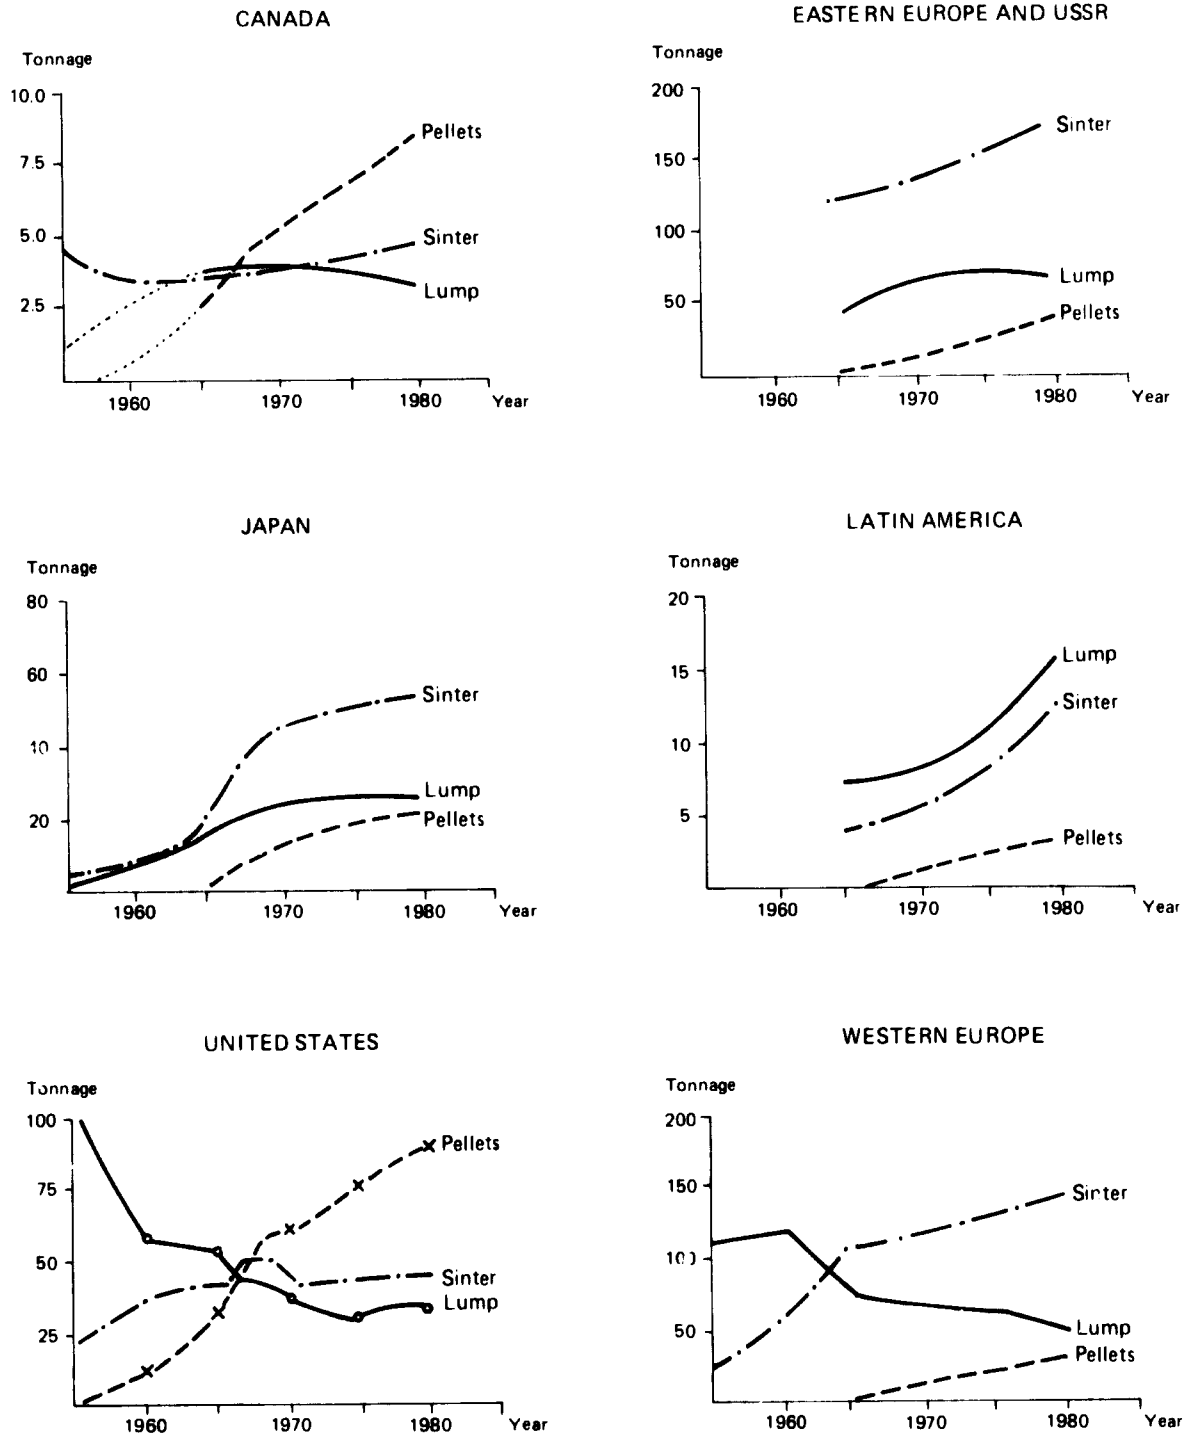 CANADA
Tonnage
10.0
7.5
5.0
2.5
Pellets
Sinter
Lump
1960 1970 1980 Year
EASTERN EUROPE AND USSR
Tonnage
200
150
100
50
Sinter
Lump
Pellets
1960 1970 1980 Year
JAPAN
Tonnage
80
60
20
Sinter
Lump
Pellets
1960 1970 1980 Year
LATIN AMERICA
Tonnage
20
15
10
5
Lump
Sinter
Pellets
1960 1970 1980 Year
UNITED STATES
Tonnage
100
75
50
25
Pellets
Sinter
Lump
1960 1970 1980 Year
WESTERN EUROPE
Tonnage
200
150
100
50
Sinter
Lump
Pellets
1960 1970 1980 Year